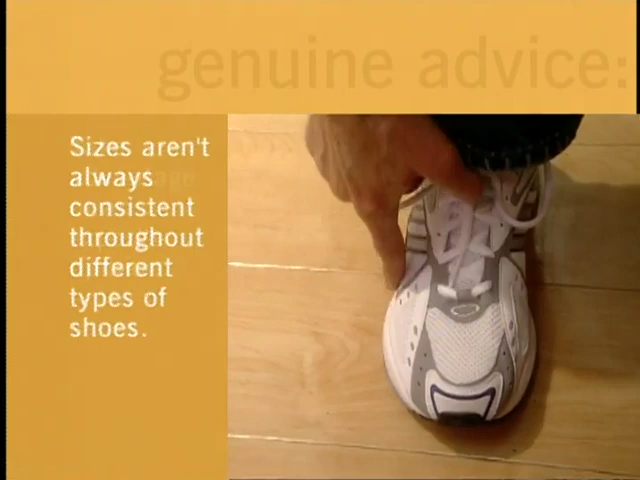 genuine advice:
Sizes aren't
always
consistent
throughout
different
types of
shoes.